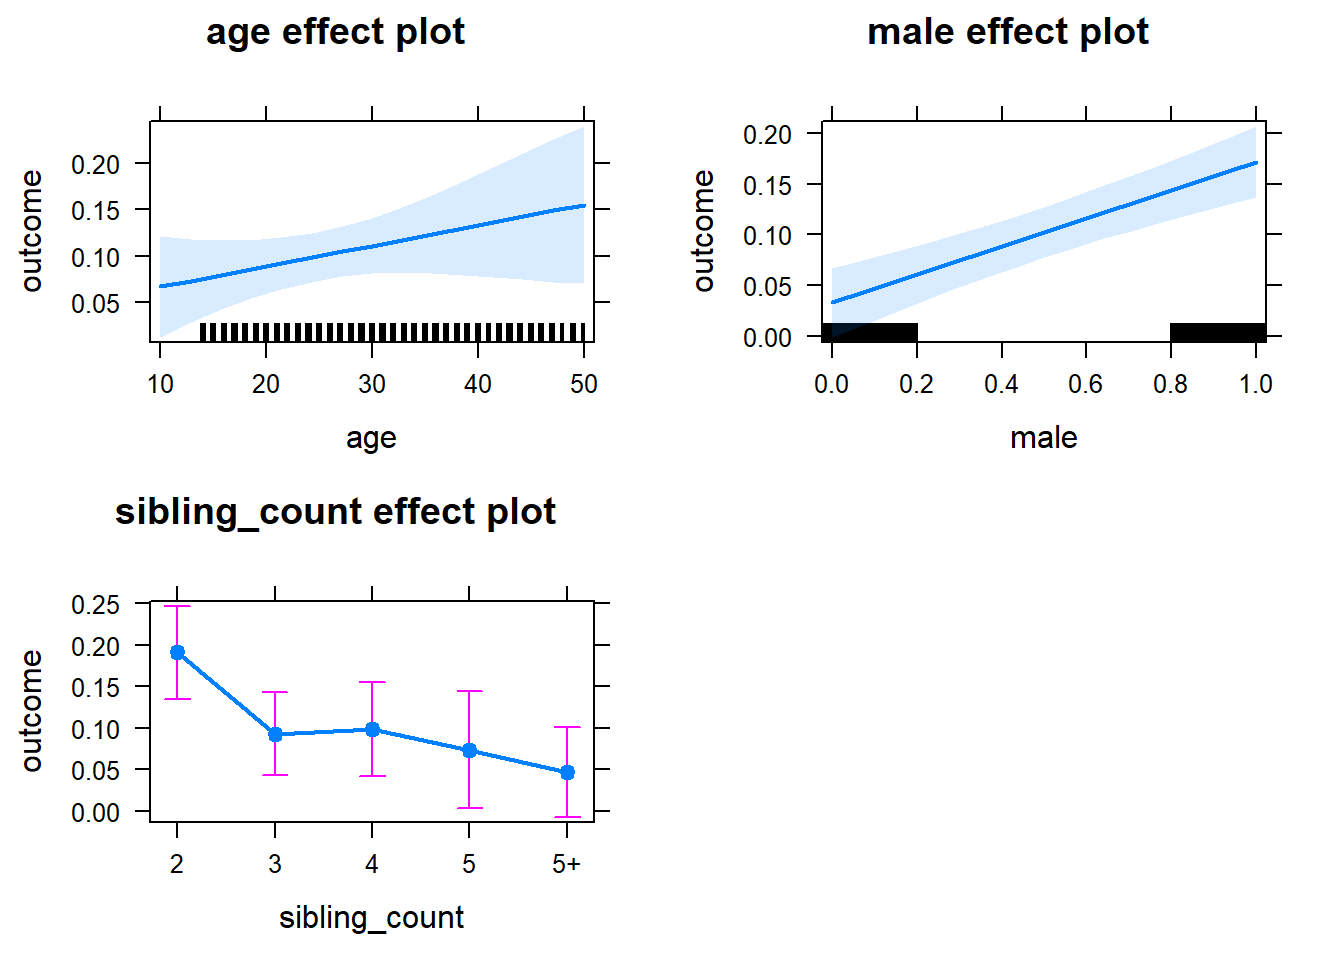 age effect plot
outcome
0.20
0.15
0.10
0.05
10 20 30 40 50
age
male effect plot
outcome
0.20
0.15
0.10
0.05
0.00
0.0 0.2 0.4 0.6 0.8 1.0
male
sibling_count effect plot
outcome
0.25
0.20
0.15
0.10
0.05
0.00
2 3 4 5 5+
sibling_count